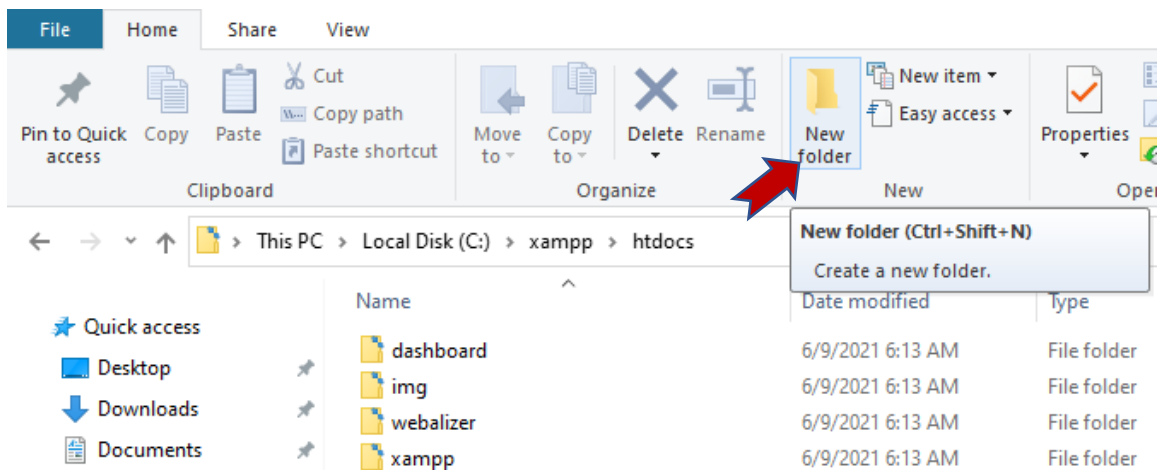 File Home Share View
Cut
Copy path
Paste shortcut
Pin to Quick access
Copy
Paste
Clipboard
Move to
Copy to
Delete
Rename
Organize
New folder
New item
Easy access
New
Properties
This PC > Local Disk (C:) > xampp > htdocs
New folder (Ctrl+Shift+N)
Create a new folder.
Name Date modified Type
Quick access
Desktop
Downloads
Documents
dashboard 6/9/2021 6:13 AM File folder
img 6/9/2021 6:13 AM File folder
webalizer 6/9/2021 6:13 AM File folder
xampp 6/9/2021 6:13 AM File folder